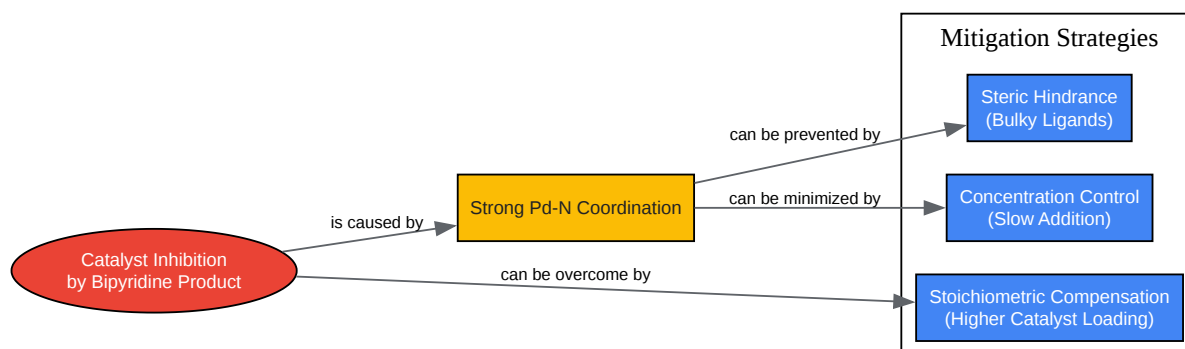 Mitigation Strategies
Steric Hindrance
(Bulky Ligands)
can be prevented by
Strong Pd-N Coordination
can be minimized by
Concentration Control
(Slow Addition)
is caused by
Catalyst Inhibition
by Bipyridine Product
can be overcome by
Stoichiometric Compensation
(Higher Catalyst Loading)